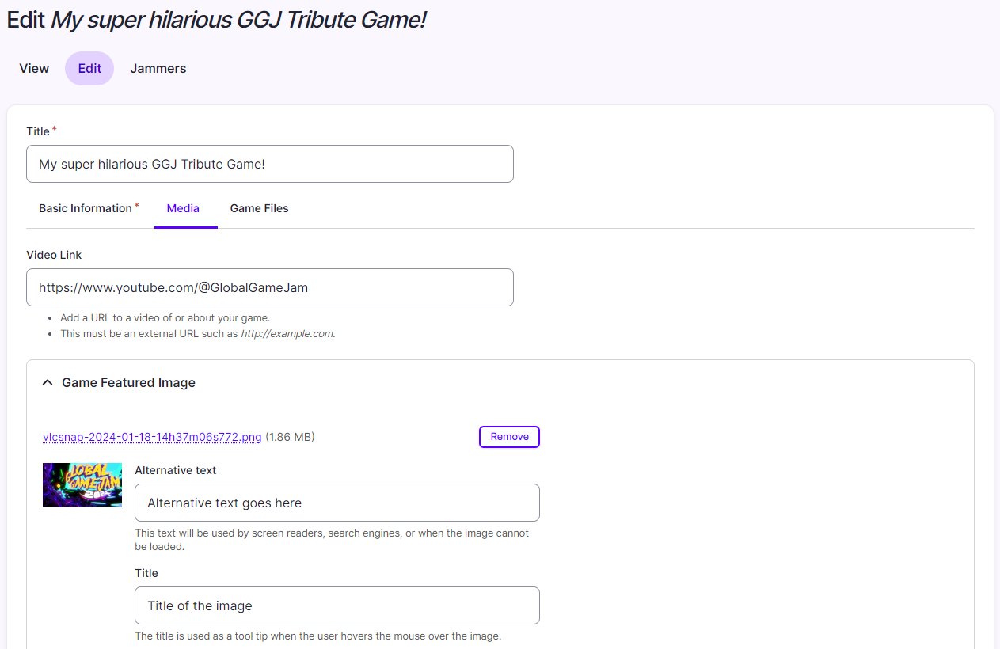 Edit My super hilarious GGJ Tribute Game!
View Edit Jammers
Title*
My super hilarious GGJ Tribute Game!
Basic Information* Media Game Files
Video Link
https://www.youtube.com/@GlobalGameJam
• Add a URL to a video of or about your game.
• This must be an external URL such as http://example.com.
Game Featured Image
vlcsnap-2024-01-18-14h37m06s772.png (1.86 MB) Remove
GLOBAL
GAME JAM
2024
Alternative text
Alternative text goes here
This text will be used by screen readers, search engines, or when the image cannot
be loaded.
Title
Title of the image
The title is used as a tool tip when the user hovers the mouse over the image.